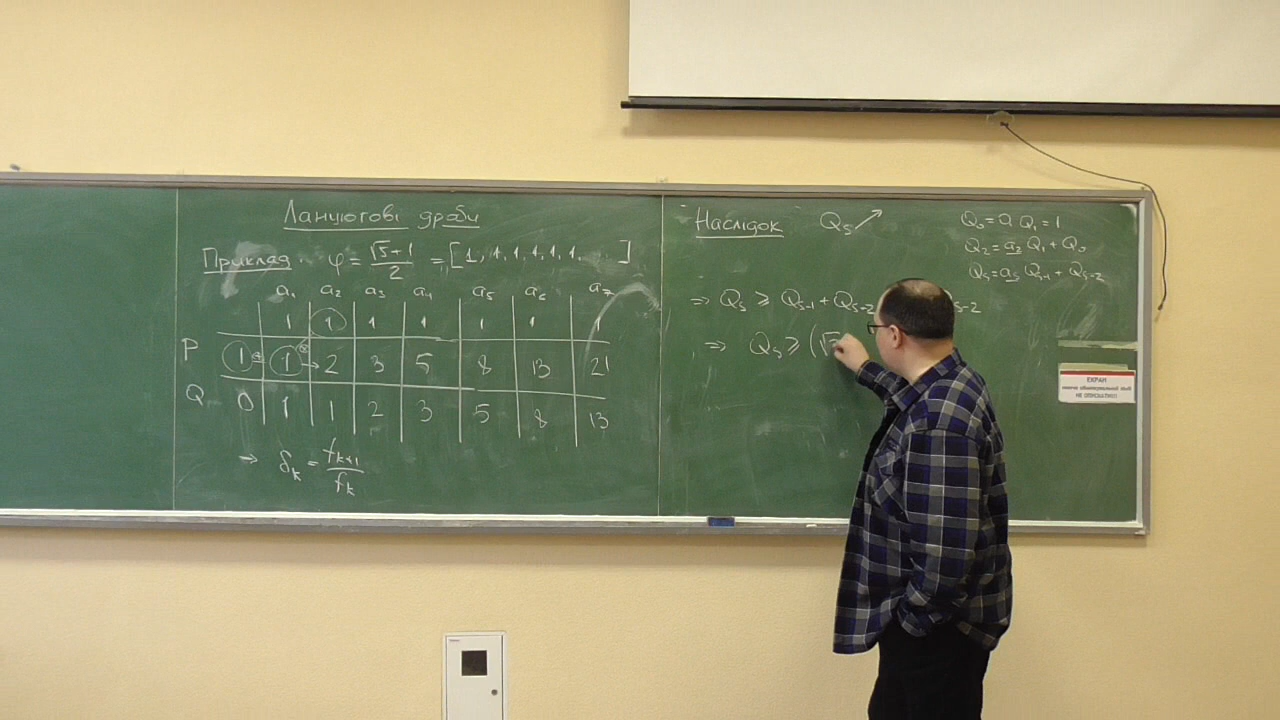 Ланцюгові дроби
Приклад. φ = (√5+1)/2 = [1, 1, 1, 1, 1, 1, ...]
a₁ a₂ a₃ a₄ a₅ a₆ a₇
1 1 1 1 1 1 1
P 1 1 → 2 3 5 8 13 21
Q 0 1 1 2 3 5 8 13
⇒ δₖ = fₖ₊₁/fₖ
Наслідок Qₛ ↗
Q₀ = 0, Q₁ = 1
Q₂ = a₂ Q₁ + Q₀
Qₛ = aₛ Qₛ₋₁ + Qₛ₋₂
⇒ Qₛ ⩾ Qₛ₋₁ + Qₛ₋₂
ₛ₋₂
⇒ Qₛ ⩾ (√
ЕКРАН
НЕ ОПУСКАТИ!!!